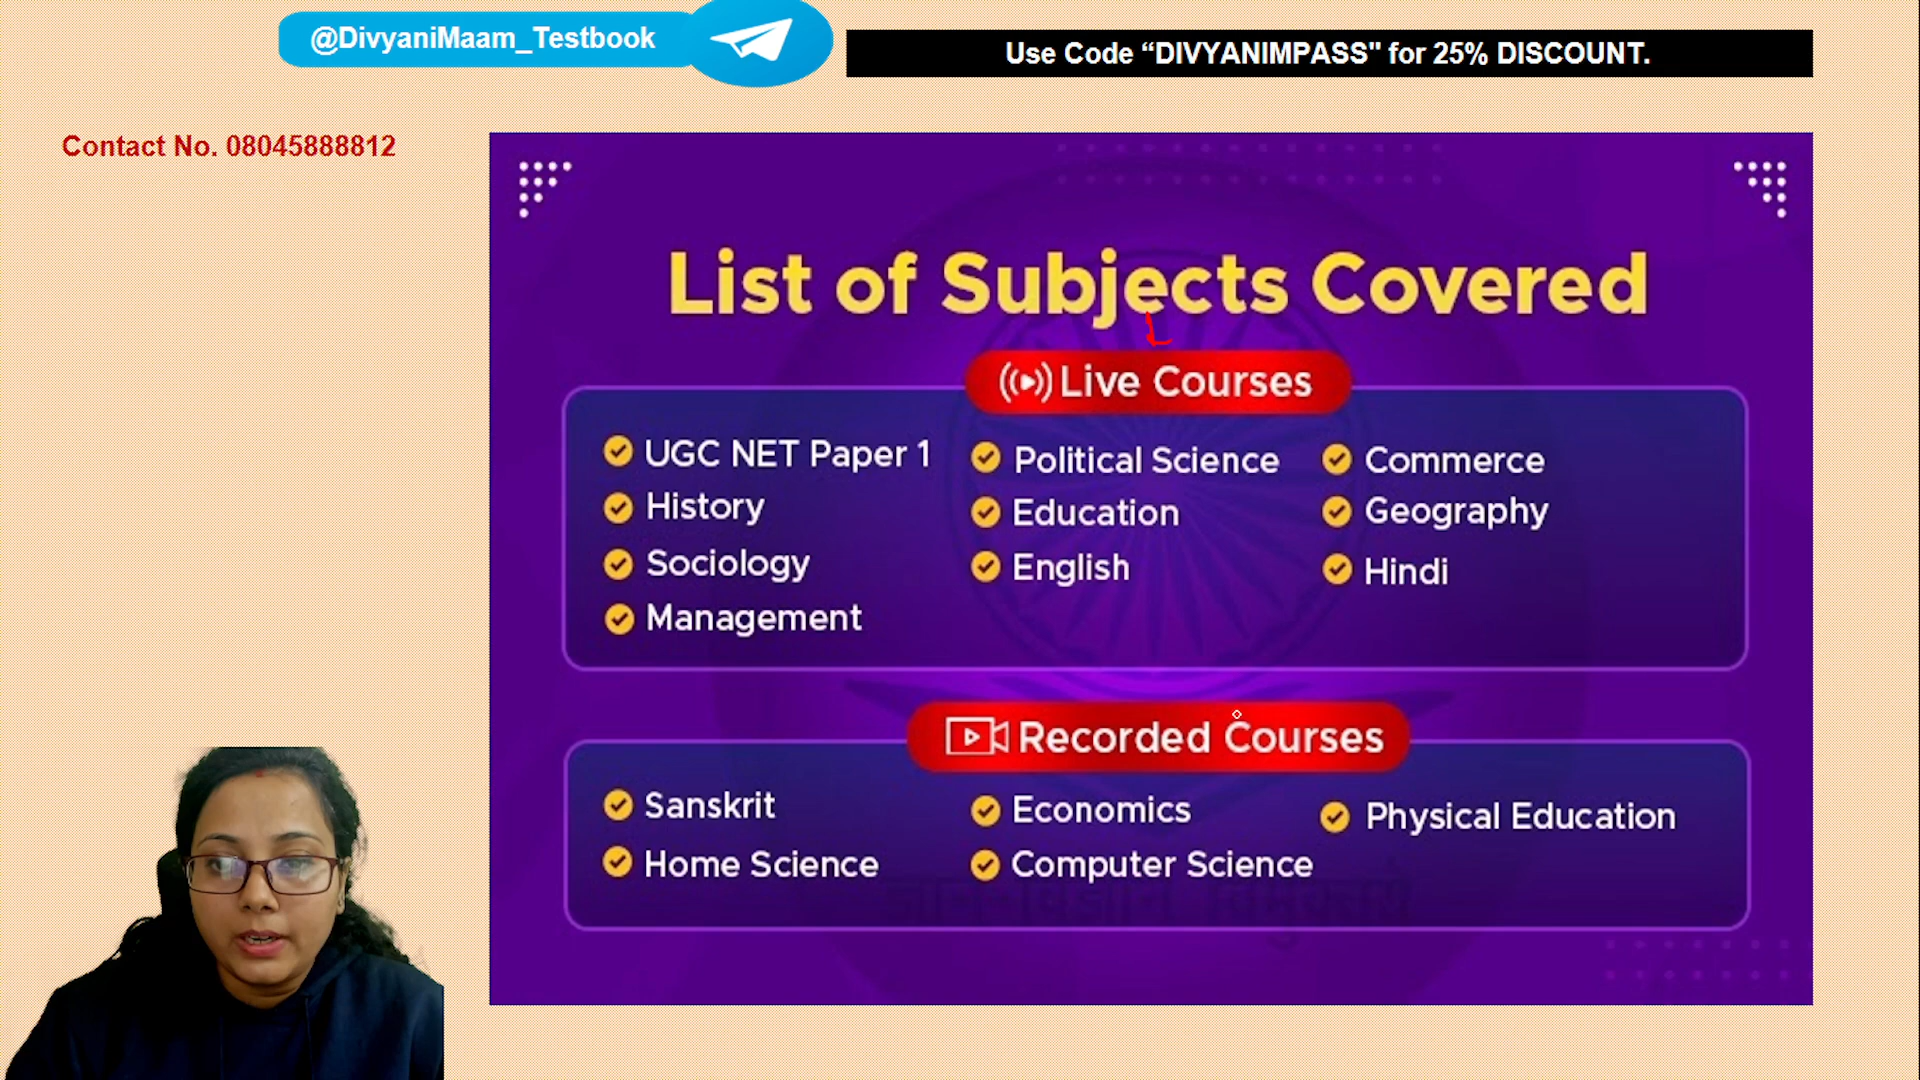 @DivyaniMaam_Testbook
Use Code “DIVYANIMPASS" for 25% DISCOUNT.
Contact No. 08045888812
List of Subjects Covered
L
Live Courses
UGC NET Paper 1
History
Sociology
Management
Political Science
Education
English
Commerce
Geography
Hindi
Recorded Courses
Sanskrit
Home Science
Economics
Computer Science
Physical Education